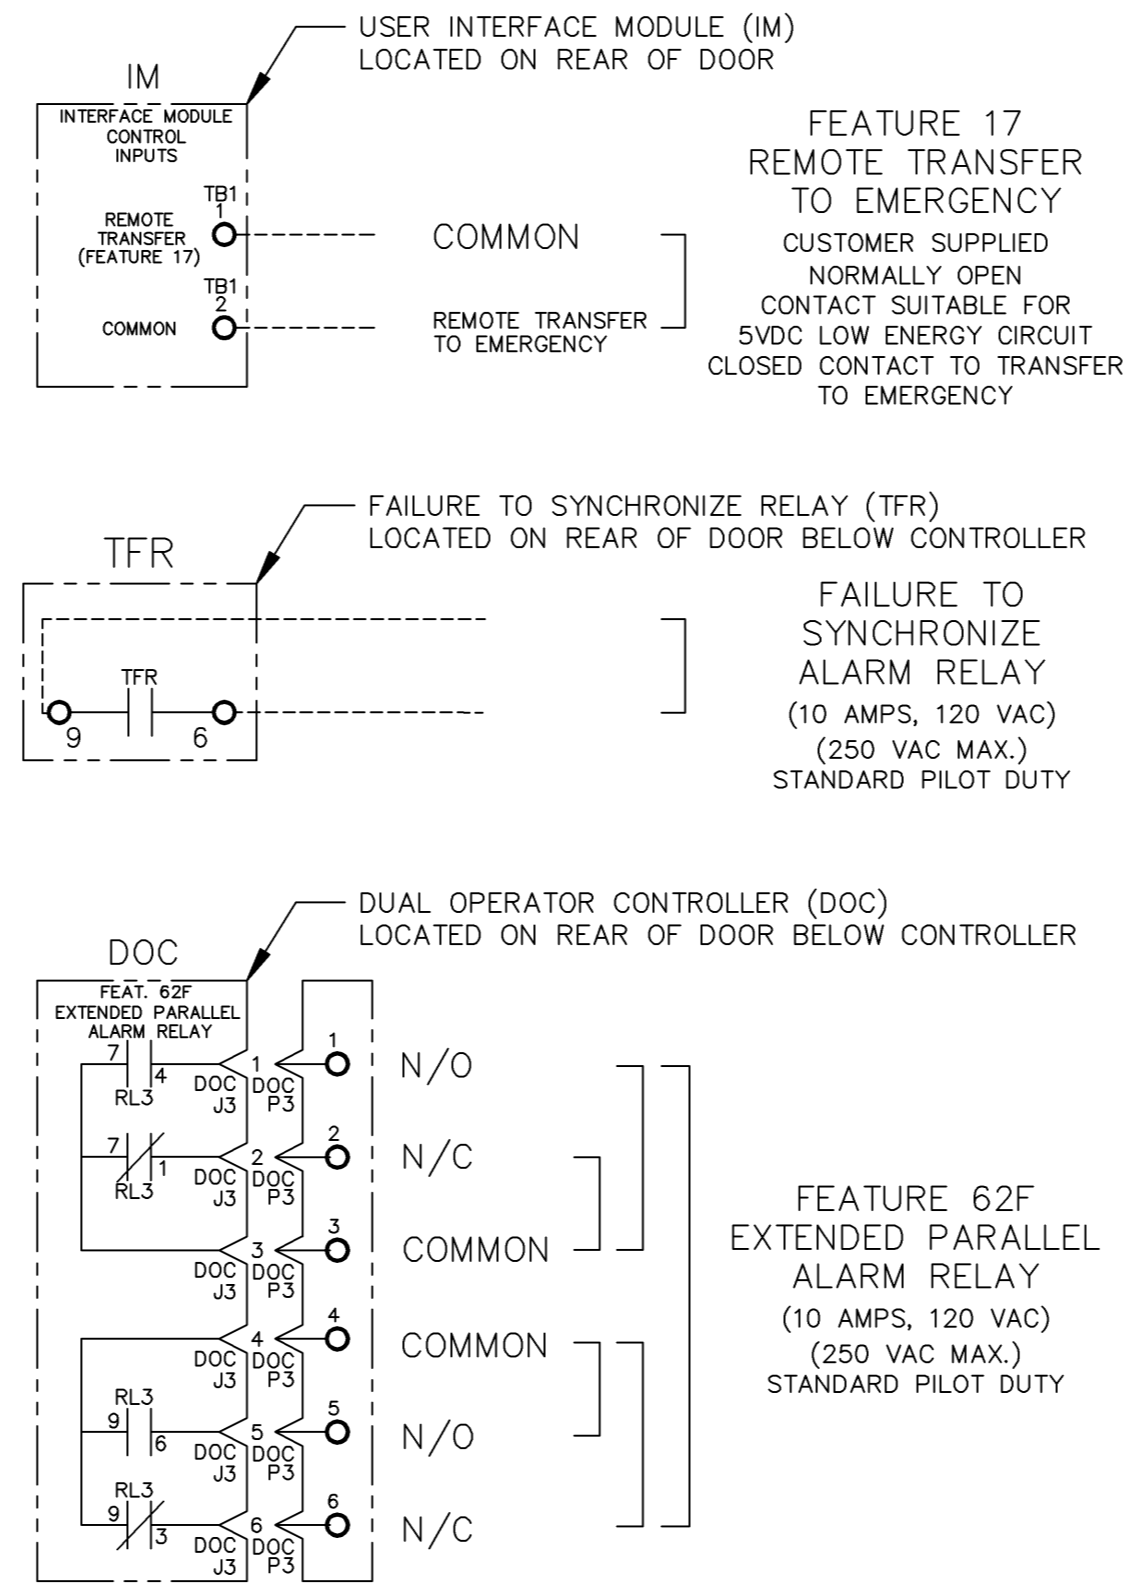 USER INTERFACE MODULE (IM)
LOCATED ON REAR OF DOOR
IM
INTERFACE MODULE
CONTROL
INPUTS
TB1
1
REMOTE
TRANSFER
(FEATURE 17)
TB1
2
COMMON
COMMON
REMOTE TRANSFER
TO EMERGENCY
FEATURE 17
REMOTE TRANSFER
TO EMERGENCY
CUSTOMER SUPPLIED
NORMALLY OPEN
CONTACT SUITABLE FOR
5VDC LOW ENERGY CIRCUIT
CLOSED CONTACT TO TRANSFER
TO EMERGENCY
FAILURE TO SYNCHRONIZE RELAY (TFR)
LOCATED ON REAR OF DOOR BELOW CONTROLLER
TFR
TFR
9 6
FAILURE TO
SYNCHRONIZE
ALARM RELAY
(10 AMPS, 120 VAC)
(250 VAC MAX.)
STANDARD PILOT DUTY
DUAL OPERATOR CONTROLLER (DOC)
LOCATED ON REAR OF DOOR BELOW CONTROLLER
DOC
FEAT. 62F
EXTENDED PARALLEL
ALARM RELAY
7 4 1 1 N/O
RL3 DOC DOC
J3 P3
7 1 2 2 N/C
RL3 DOC DOC
J3 P3
3 3 COMMON
DOC DOC
J3 P3
4 4 COMMON
DOC DOC
J3 P3
RL3
9 6 5 5 N/O
DOC DOC
J3 P3
RL3
9 3 6 6 N/C
DOC DOC
J3 P3
FEATURE 62F
EXTENDED PARALLEL
ALARM RELAY
(10 AMPS, 120 VAC)
(250 VAC MAX.)
STANDARD PILOT DUTY